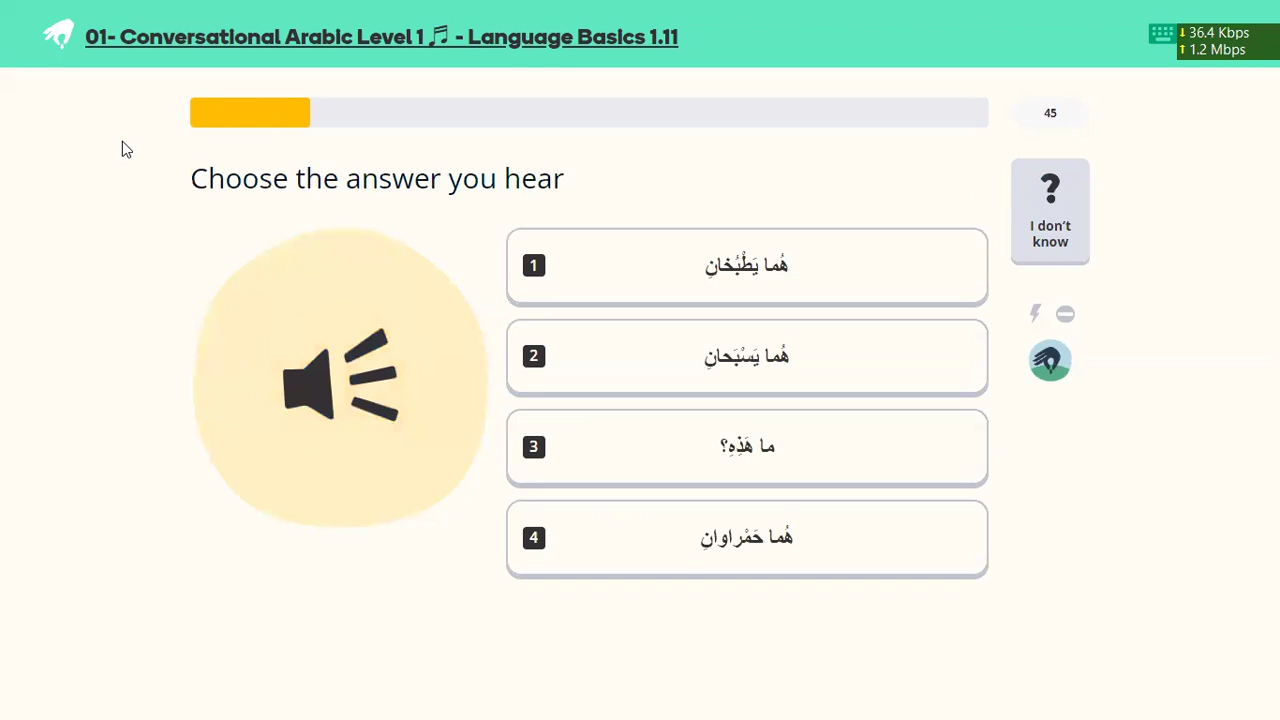 01- Conversational Arabic Level 1 🎵 - Language Basics 1.11
36.4 Kbps
1.2 Mbps
45
Choose the answer you hear
?
I don't
know
1 هُما يَطْبُخانِ
2 هُما يَسْبَحانِ
3 ما هَذِهِ؟
4 هُما حَمْراوانِ